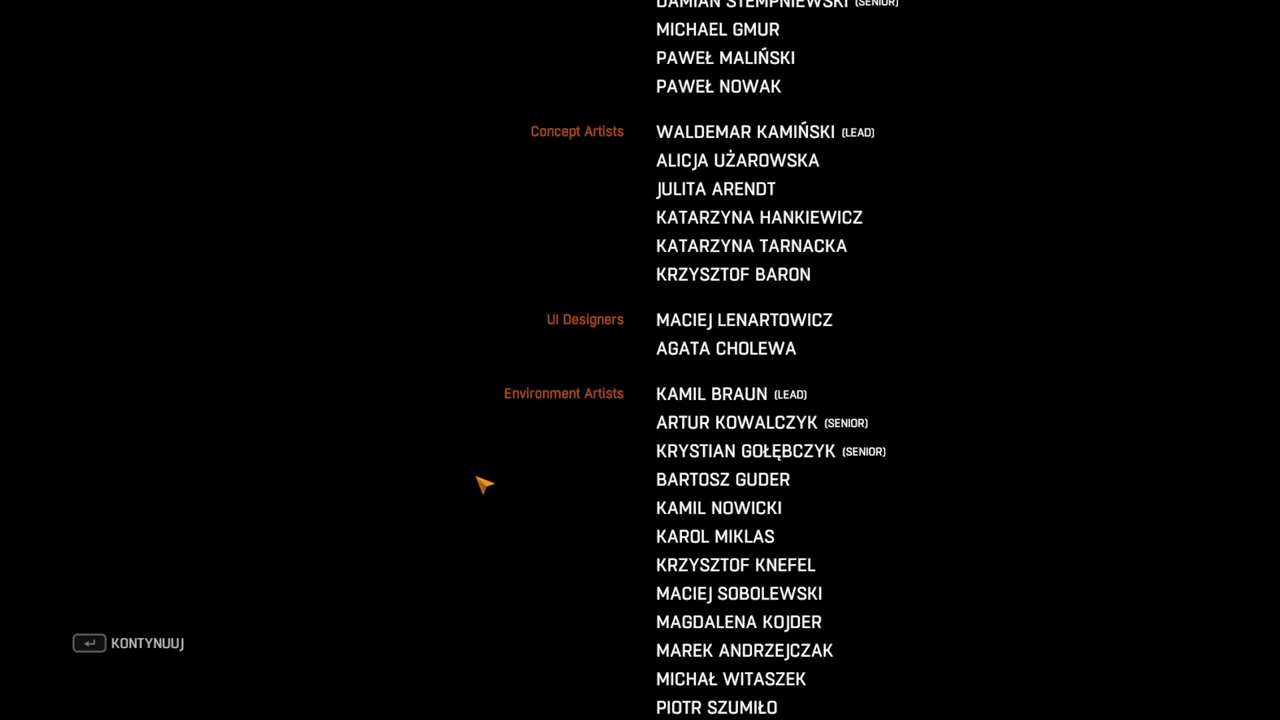 DAMIAN STEMPNIEWSKI (SENIOR)
MICHAEL GMUR
PAWEŁ MALIŃSKI
PAWEŁ NOWAK
Concept Artists WALDEMAR KAMIŃSKI (LEAD)
ALICJA UŻAROWSKA
JULITA ARENDT
KATARZYNA HANKIEWICZ
KATARZYNA TARNACKA
KRZYSZTOF BARON
UI Designers MACIEJ LENARTOWICZ
AGATA CHOLEWA
Environment Artists KAMIL BRAUN (LEAD)
ARTUR KOWALCZYK (SENIOR)
KRYSTIAN GOŁĘBCZYK (SENIOR)
BARTOSZ GUDER
KAMIL NOWICKI
KAROL MIKLAS
KRZYSZTOF KNEFEL
MACIEJ SOBOLEWSKI
MAGDALENA KOJDER
KONTYNUUJ
MAREK ANDRZEJCZAK
MICHAŁ WITASZEK
PIOTR SZUMIŁO